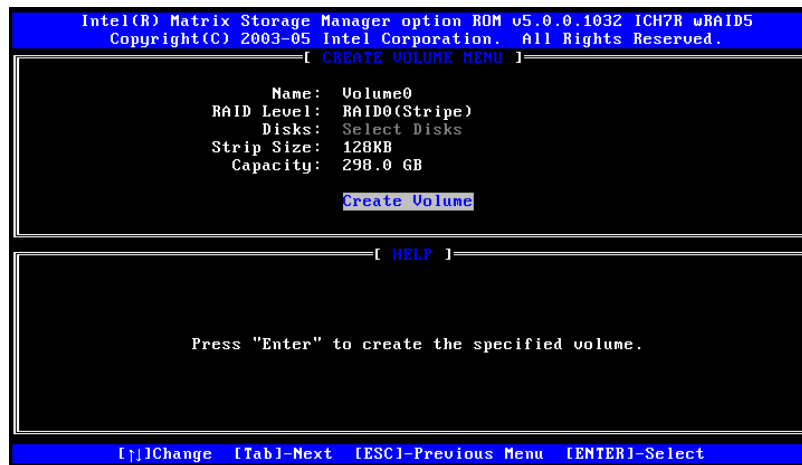 Intel(R) Matrix Storage Manager option ROM v5.0.0.1032 ICH7R wRAID5
Copyright(C) 2003-05 Intel Corporation. All Rights Reserved.
[ CREATE VOLUME MENU ]
Name: Volume0
RAID Level: RAID0(Stripe)
Disks: Select Disks
Strip Size: 128KB
Capacity: 298.0 GB
Create Volume
[ HELP ]
Press "Enter" to create the specified volume.
[↑↓]Change [Tab]-Next [ESC]-Previous Menu [ENTER]-Select